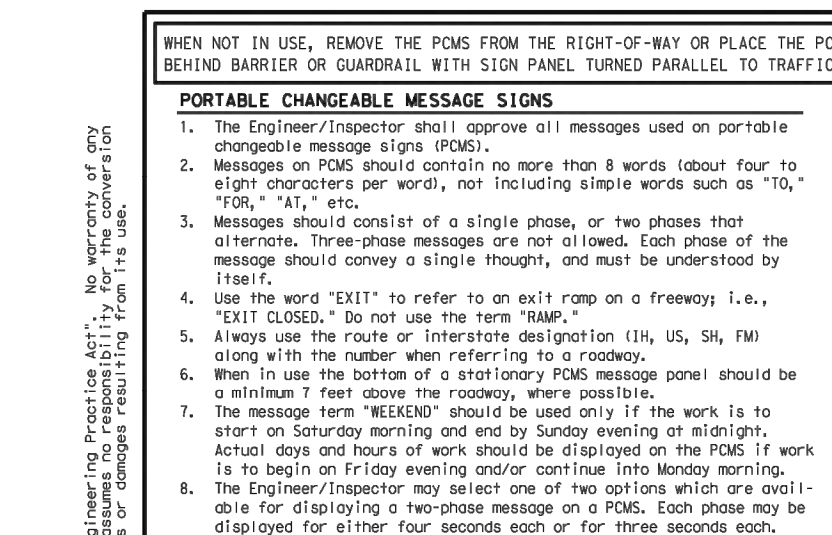 WHEN NOT IN USE, REMOVE THE PCMS FROM THE RIGHT-OF-WAY OR PLACE THE
BEHIND BARRIER OR GUARDRAIL WITH SIGN PANEL TURNED PARALLEL TO TRAFFIC
PORTABLE CHANGEABLE MESSAGE SIGNS
1. The Engineer/Inspector shall approve all messages used on portable
changeable message signs (PCMS).
2. Messages on PCMS should contain no more than 8 words (about four to
eight characters per word), not including simple words such as "TO,"
"FOR," "AT," etc.
3. Messages should consist of a single phase, or two phases that
alternate. Three-phase messages are not allowed. Each phase of the
message should convey a single thought, and must be understood by
itself.
4. Use the word "EXIT" to refer to an exit ramp on a freeway; i.e.,
"EXIT CLOSED." Do not use the term "RAMP."
5. Always use the route or interstate designation (IH, US, SH, FM)
along with the number when referring to a roadway.
6. When in use the bottom of a stationary PCMS message panel should be
a minimum 7 feet above the roadway, where possible.
7. The message term "WEEKEND" should be used only if the work is to
start on Saturday morning and end by Sunday evening at midnight.
Actual days and hours of work should be displayed on the PCMS if work
is to begin on Friday evening and/or continue into Monday morning.
8. The Engineer/Inspector may select one of two options which are avail-
able for displaying a two-phase message on a PCMS. Each phase may be
displayed for either four seconds each or for three seconds each.
gineering Practice Act". No warranty of any
assumes no responsibility for the conversion
s or damages resulting from its use.